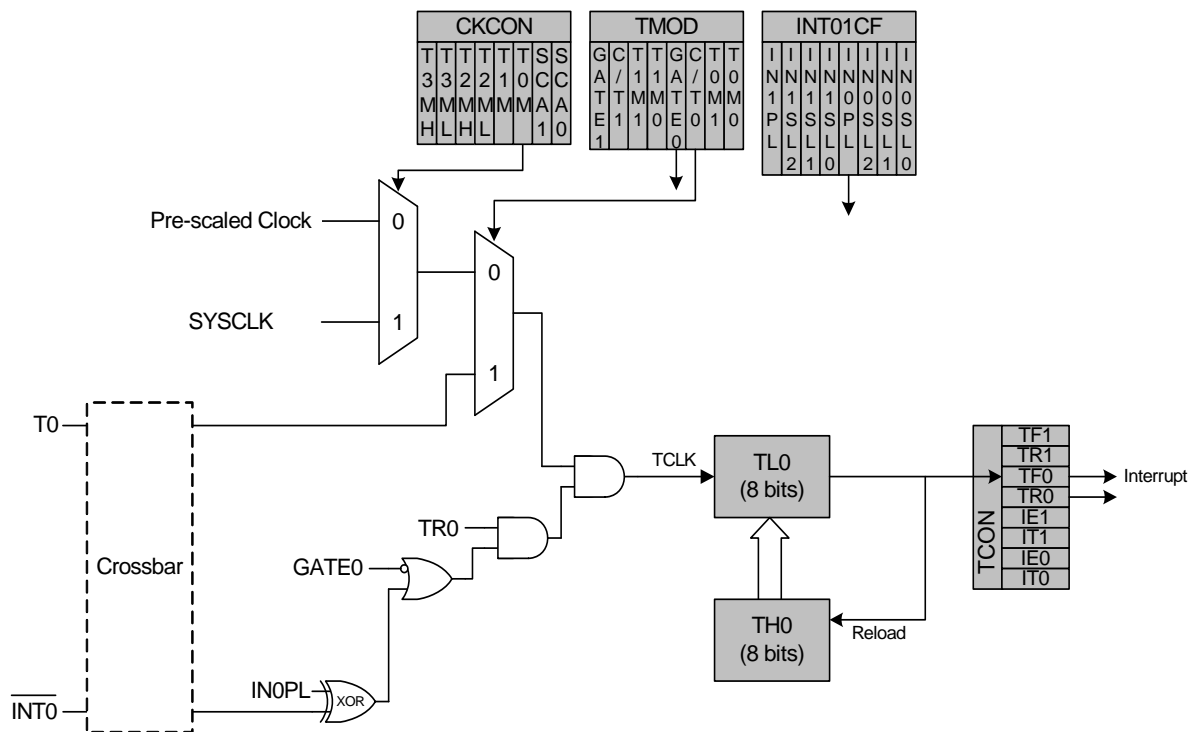 CKCON
TMOD
INT01CF
T3MH
T3ML
T2MH
T2ML
T1M
T0M
SCA1
SCA0
GATE1
C/T1
T1M1
T1M0
GATE0
C/T0
T0M1
T0M0
IN1PL
IN1SL2
IN1SL1
IN1SL0
IN0PL
IN0SL2
IN0SL1
IN0SL0
Pre-scaled Clock
0
1
SYSCLK
0
1
T0
Crossbar
INT0
TR0
GATE0
IN0PL
XOR
TCLK
TL0
(8 bits)
TH0
(8 bits)
Reload
TCON
TF1
TR1
TF0
TR0
IE1
IT1
IE0
IT0
Interrupt